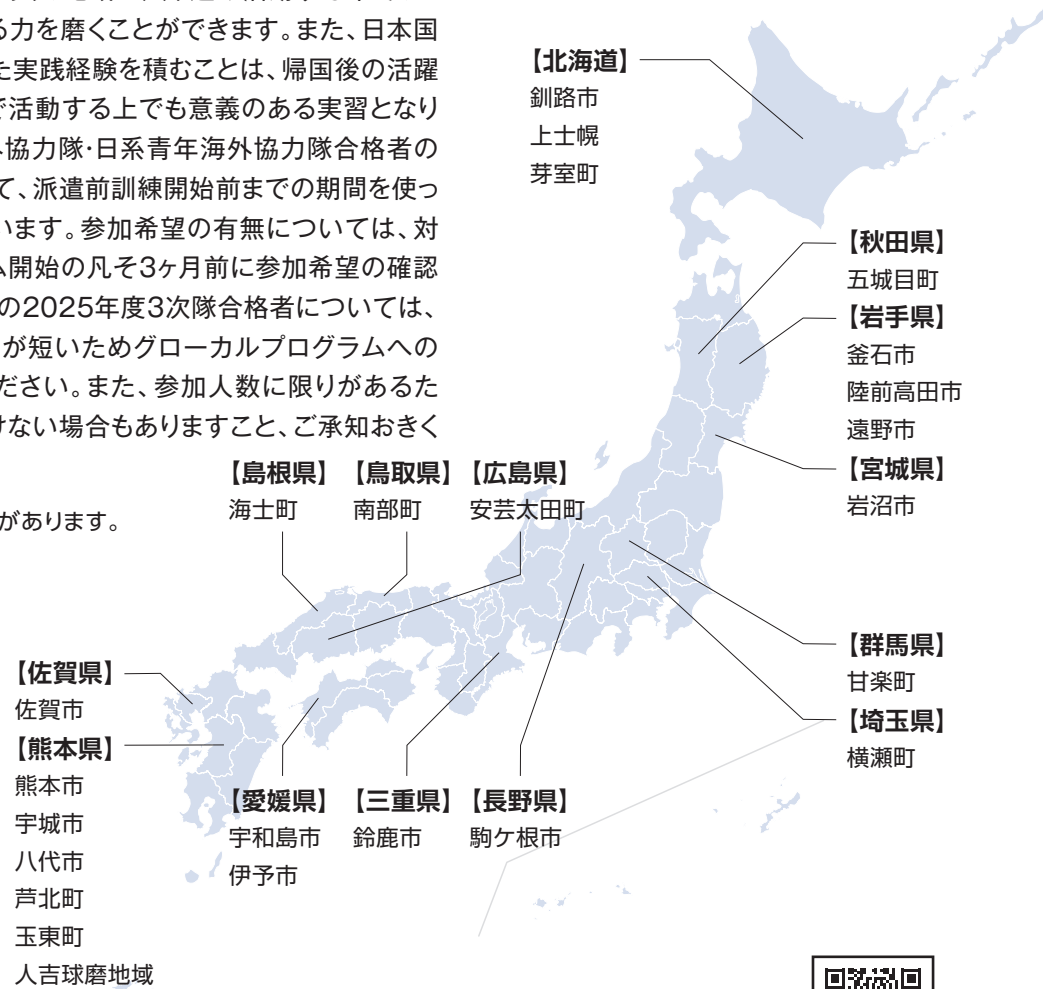 る力を磨くことができます。また、日本国
た実践経験を積むことは、帰国後の活躍
で活動する上でも意義のある実習となり
協力隊・日系青年海外協力隊合格者の
て、派遣前訓練開始前までの期間を使っ
います。参加希望の有無については、対
ム開始の凡そ3ヶ月前に参加希望の確認
の2025年度3次隊合格者については、
が短いためグローカルプログラムへの
ださい。また、参加人数に限りがあるた
けない場合もありますこと、ご承知おきく
があります。
【北海道】
釧路市
上士幌
芽室町
【秋田県】
五城目町
【岩手県】
釜石市
陸前高田市
遠野市
【宮城県】
岩沼市
【島根県】
海士町
【鳥取県】
南部町
【広島県】
安芸太田町
【群馬県】
甘楽町
【埼玉県】
横瀬町
【佐賀県】
佐賀市
【熊本県】
熊本市
宇城市
八代市
芦北町
玉東町
人吉球磨地域
【愛媛県】
宇和島市
伊予市
【三重県】
鈴鹿市
【長野県】
駒ケ根市